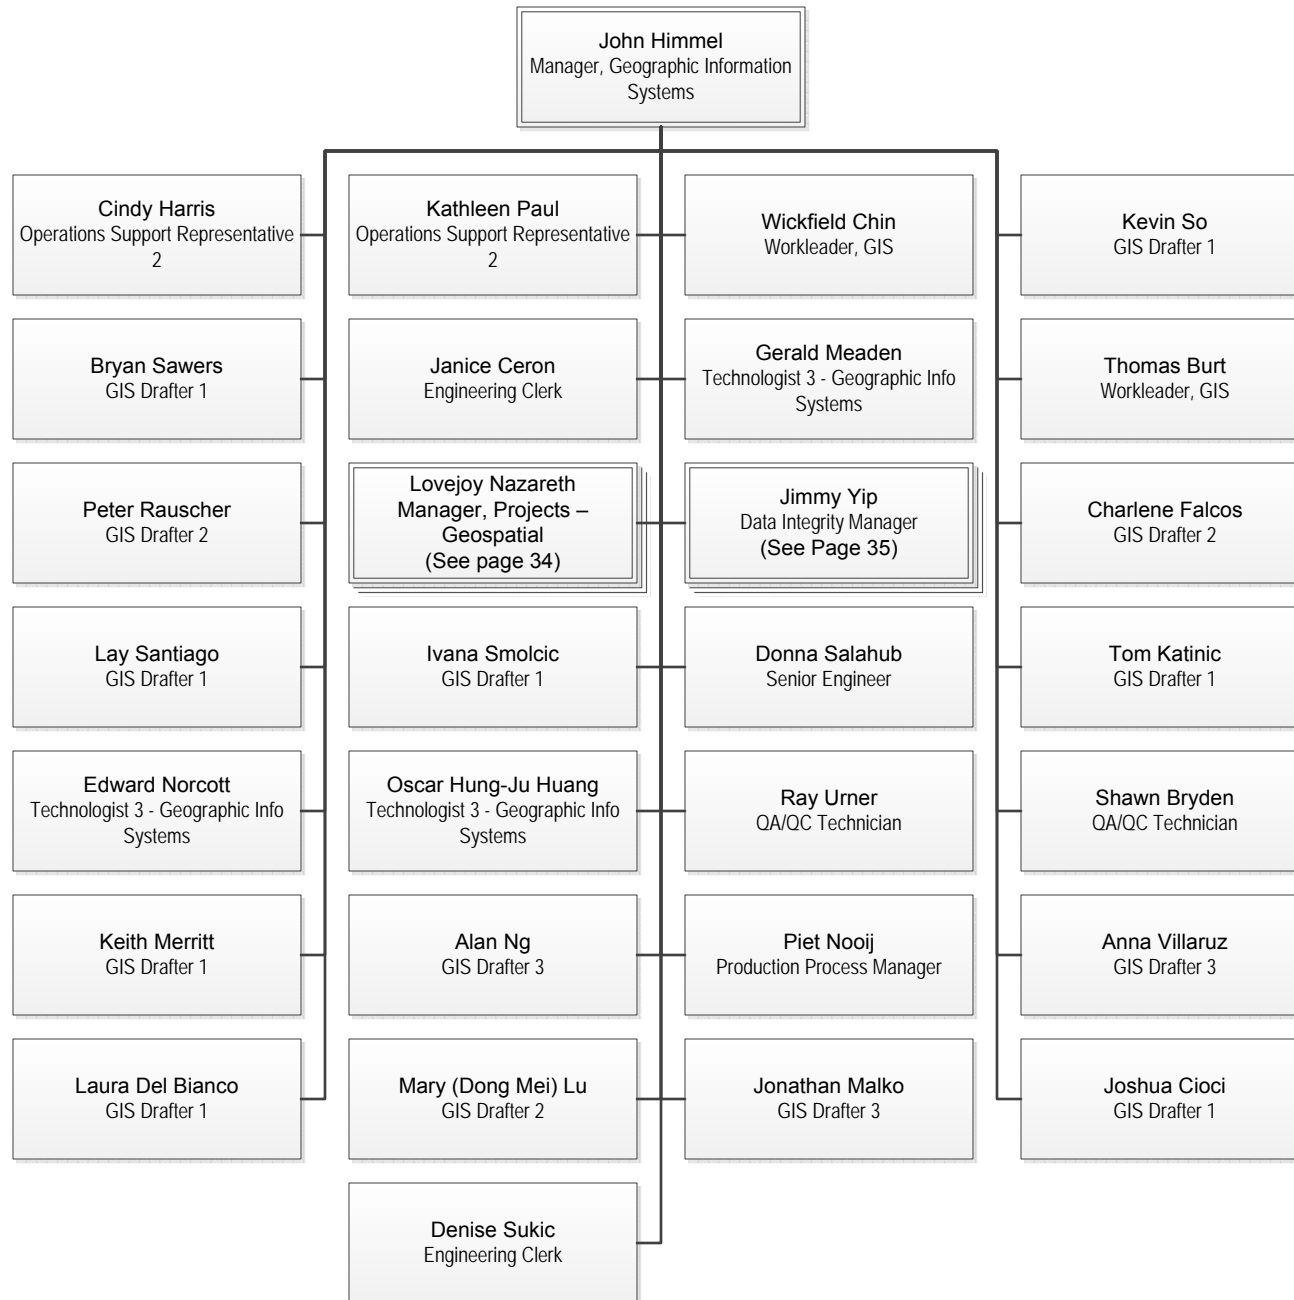 John Himmel
Manager, Geographic Information
Systems
Cindy Harris
Operations Support Representative
2
Kathleen Paul
Operations Support Representative
2
Wickfield Chin
Workleader, GIS
Kevin So
GIS Drafter 1
Bryan Sawers
GIS Drafter 1
Janice Ceron
Engineering Clerk
Gerald Meaden
Technologist 3 - Geographic Info
Systems
Thomas Burt
Workleader, GIS
Peter Rauscher
GIS Drafter 2
Lovejoy Nazareth
Manager, Projects –
Geospatial
(See page 34)
Jimmy Yip
Data Integrity Manager
(See Page 35)
Charlene Falcos
GIS Drafter 2
Lay Santiago
GIS Drafter 1
Ivana Smolcic
GIS Drafter 1
Donna Salahub
Senior Engineer
Tom Katinic
GIS Drafter 1
Edward Norcott
Technologist 3 - Geographic Info
Systems
Oscar Hung-Ju Huang
Technologist 3 - Geographic Info
Systems
Ray Urner
QA/QC Technician
Shawn Bryden
QA/QC Technician
Keith Merritt
GIS Drafter 1
Alan Ng
GIS Drafter 3
Piet Nooij
Production Process Manager
Anna Villaruz
GIS Drafter 3
Laura Del Bianco
GIS Drafter 1
Mary (Dong Mei) Lu
GIS Drafter 2
Jonathan Malko
GIS Drafter 3
Joshua Cioci
GIS Drafter 1
Denise Sukic
Engineering Clerk